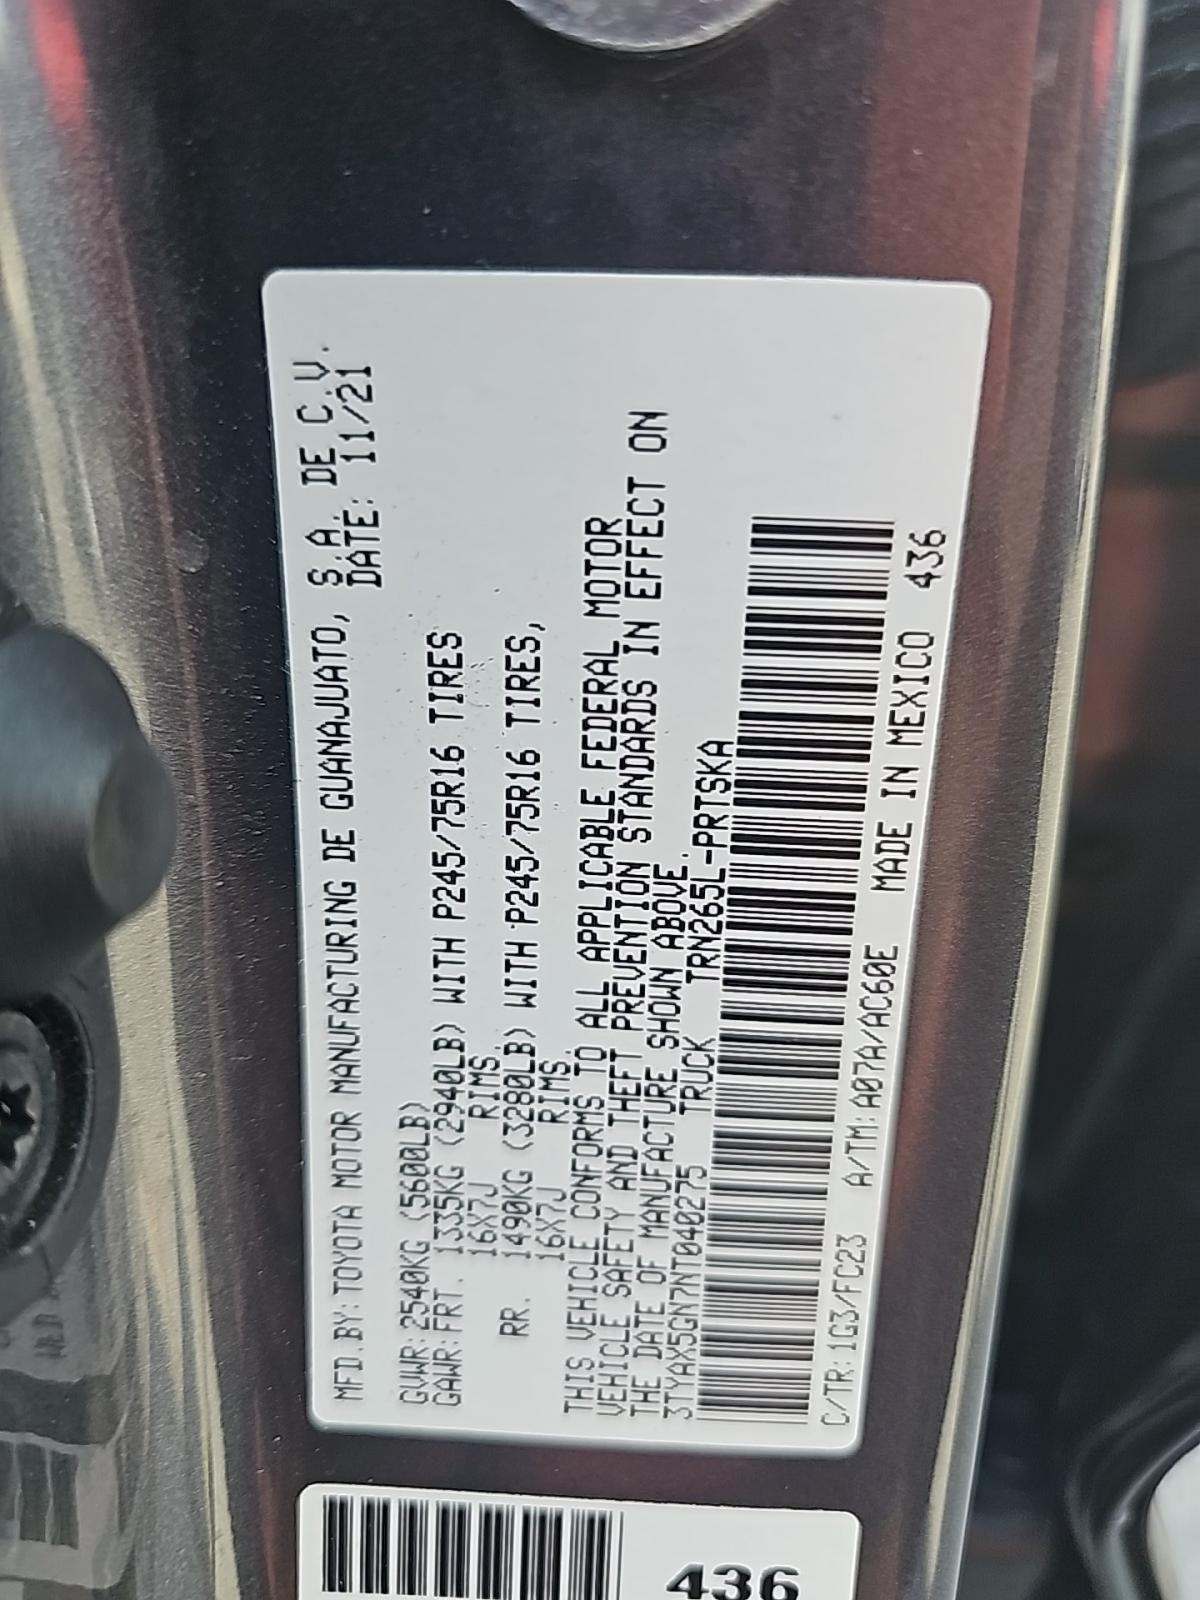 MFD.BY:TOYOTA MOTOR MANUFACTURING DE GUANAJUATO, S.A. DE C.V.
DATE: 11/21
GVWR:2540KG (5600LB)
GAWR:FRT. 1335KG (2940LB) WITH P245/75R16 TIRES
16X7J RIMS.
RR. 1490KG (3280LB) WITH P245/75R16 TIRES,
16X7J RIMS.
THIS VEHICLE CONFORMS TO ALL APPLICABLE FEDERAL MOTOR
VEHICLE SAFETY AND THEFT PREVENTION STANDARDS IN EFFECT ON
THE DATE OF MANUFACTURE SHOWN ABOVE.
3TYAX5GN7NT040275 TRUCK TRN265L-PRTSKA
C/TR:1G3/FC23 A/TM:A07A/AC60E MADE IN MEXICO 436
436